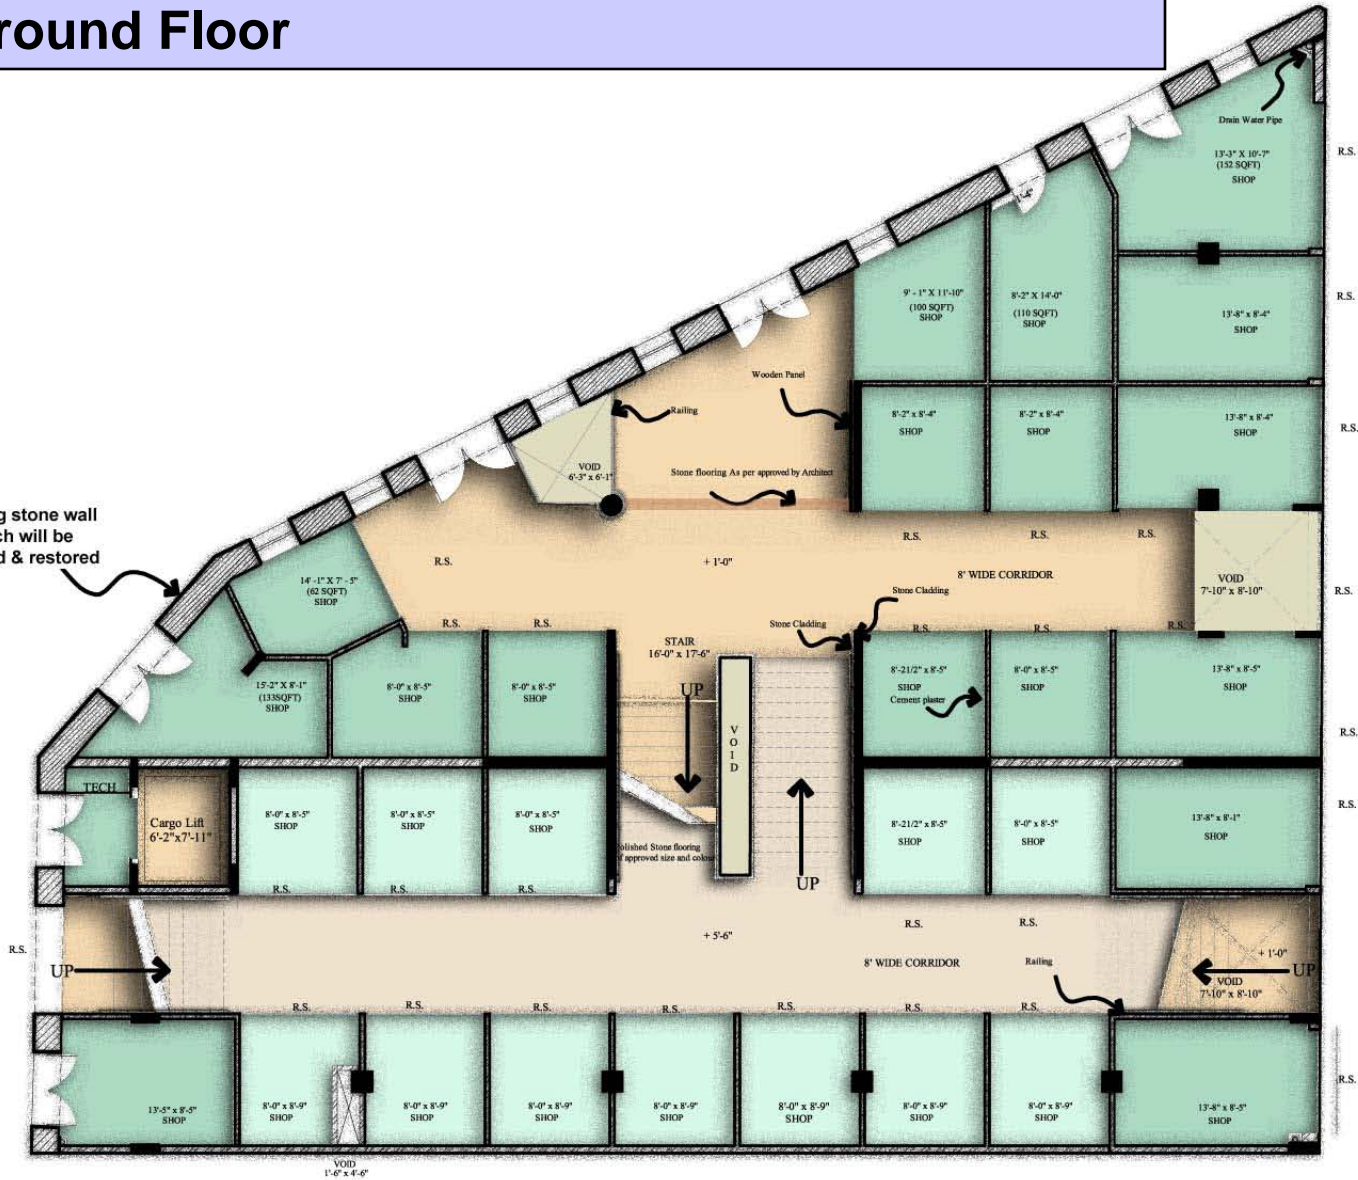 round Floor
Drain Water Pipe
R.S.
13'-3" X 10'-7"
(152 SQFT)
SHOP
R.S.
9' - 1" X 11'-10"
(100 SQFT)
SHOP
8'-2" X 14'-0"
(110 SQFT)
SHOP
13'-8" x 8'-4"
SHOP
Wooden Panel
Railing
8'-2" x 8'-4"
SHOP
8'-2" x 8'-4"
SHOP
13'-8" x 8'-4"
SHOP
R.S.
VOID
6'-3" x 6'-1"
Stone flooring As per approved by Architect
g stone wall
ch will be
d & restored
R.S.
R.S.
R.S.
R.S.
+ 1'-0"
8' WIDE CORRIDOR
VOID
7'-10" x 8'-10"
R.S.
14' -1" X 7' - 5"
(62 SQFT)
SHOP
Stone Cladding
Stone Cladding
R.S.
R.S.
R.S.
R.S.
R.S.
STAIR
16'-0" x 17'-6"
15'-2" X 8'-1"
(133SQFT)
SHOP
8'-0" x 8'-5"
SHOP
8'-0" x 8'-5"
SHOP
UP
8'-21/2" x 8'-5"
SHOP
Cement plaster
8'-0" x 8'-5"
SHOP
13'-8" x 8'-5"
SHOP
R.S.
VOID
TECH
Cargo Lift
6'-2"x7'-11"
8'-0" x 8'-5"
SHOP
8'-0" x 8'-5"
SHOP
8'-0" x 8'-5"
SHOP
8'-21/2" x 8'-5"
SHOP
8'-0" x 8'-5"
SHOP
13'-8" x 8'-1"
SHOP
R.S.
olished Stone flooring
f approved size and colou
UP
R.S.
R.S.
R.S.
R.S.
R.S.
R.S.
+ 5'-6"
8' WIDE CORRIDOR
Railing
+ 1'-0"
UP
UP
VOID
7'-10" x 8'-10"
R.S.
R.S.
R.S.
R.S.
R.S.
R.S.
R.S.
R.S.
13'-5" x 8'-5"
SHOP
8'-0" x 8'-9"
SHOP
8'-0" x 8'-9"
SHOP
8'-0" x 8'-9"
SHOP
8'-0" x 8'-9"
SHOP
8'-0" x 8'-9"
SHOP
8'-0" x 8'-9"
SHOP
8'-0" x 8'-9"
SHOP
13'-8" x 8'-5"
SHOP
VOID
1'-6" x 4'-6"